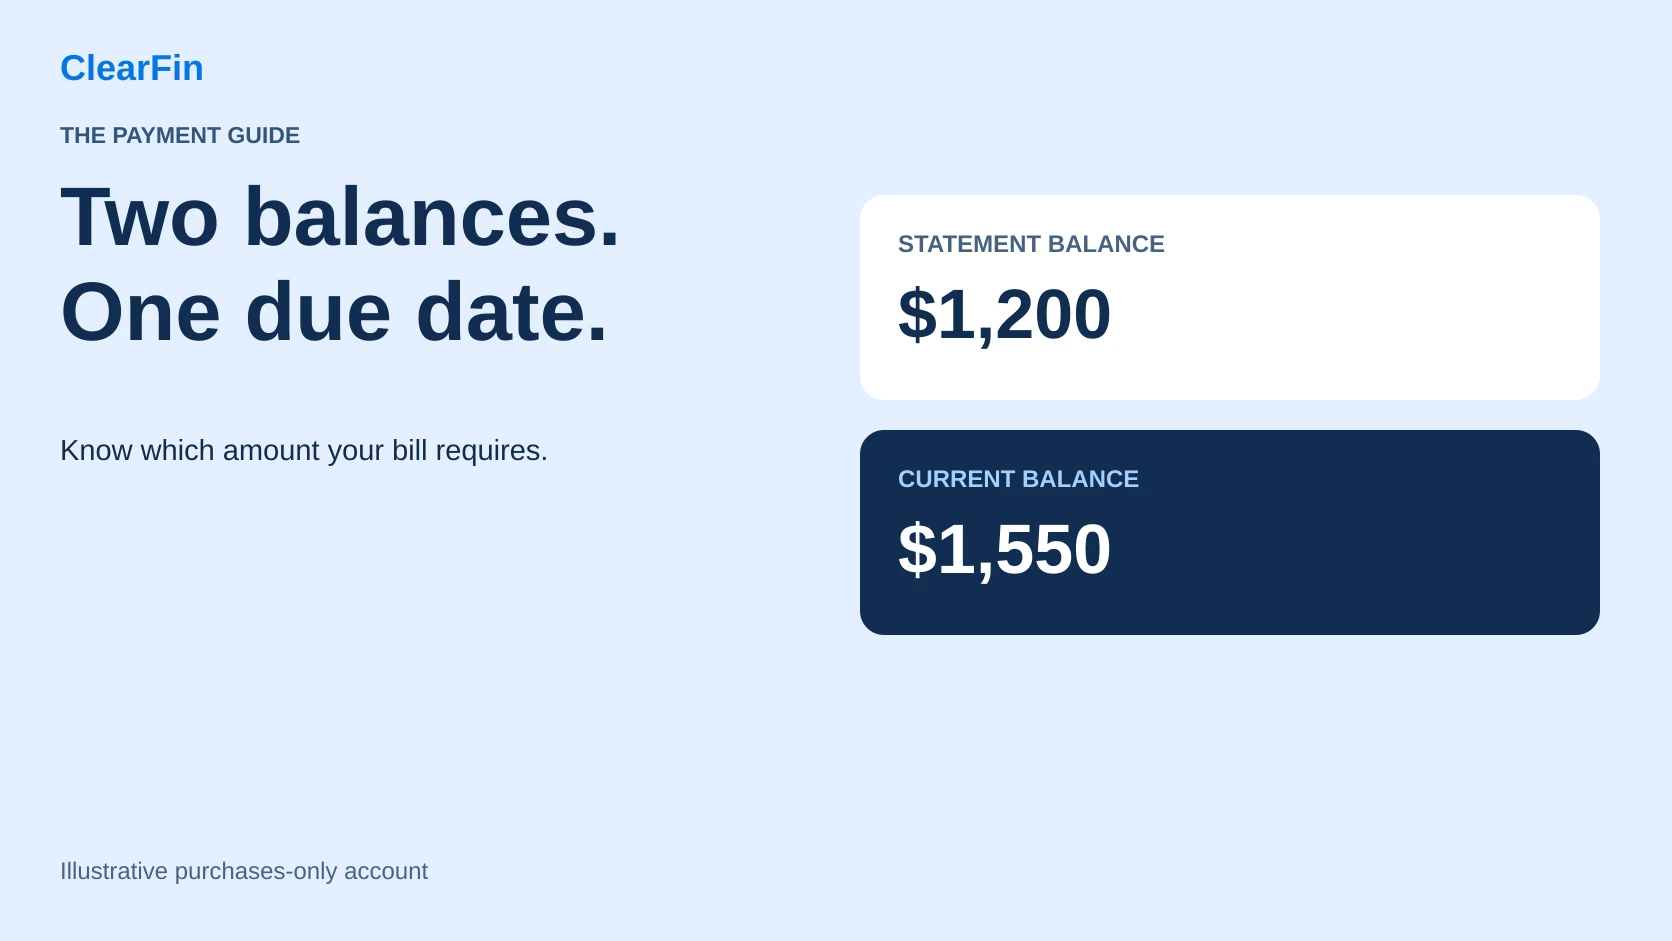 ClearFin
THE PAYMENT GUIDE
Two balances.
One due date.
Know which amount your bill requires.
STATEMENT BALANCE
$1,200
CURRENT BALANCE
$1,550
Illustrative purchases-only account